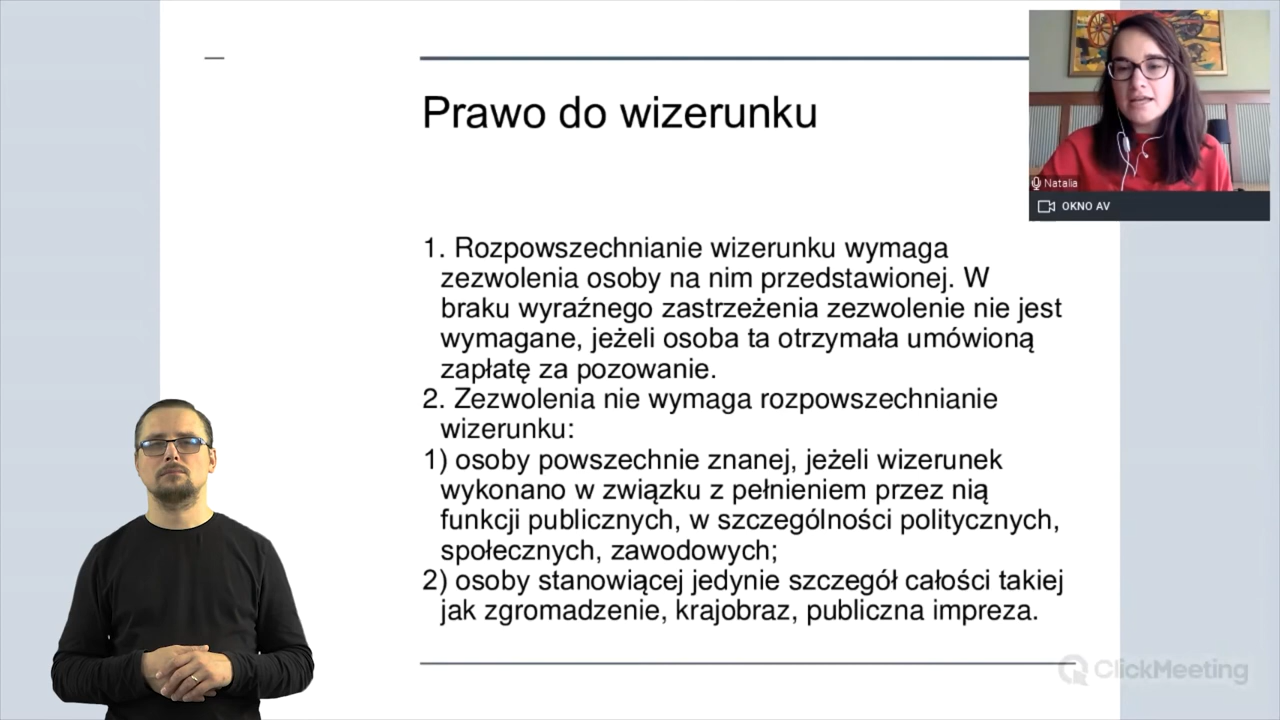 Prawo do wizerunku
Natalia
OKNO AV
1. Rozpowszechnianie wizerunku wymaga
zezwolenia osoby na nim przedstawionej. W
braku wyraźnego zastrzeżenia zezwolenie nie jest
wymagane, jeżeli osoba ta otrzymała umówioną
zapłatę za pozowanie.
2. Zezwolenia nie wymaga rozpowszechnianie
wizerunku:
1) osoby powszechnie znanej, jeżeli wizerunek
wykonano w związku z pełnieniem przez nią
funkcji publicznych, w szczególności politycznych,
społecznych, zawodowych;
2) osoby stanowiącej jedynie szczegół całości takiej
jak zgromadzenie, krajobraz, publiczna impreza.
ClickMeeting